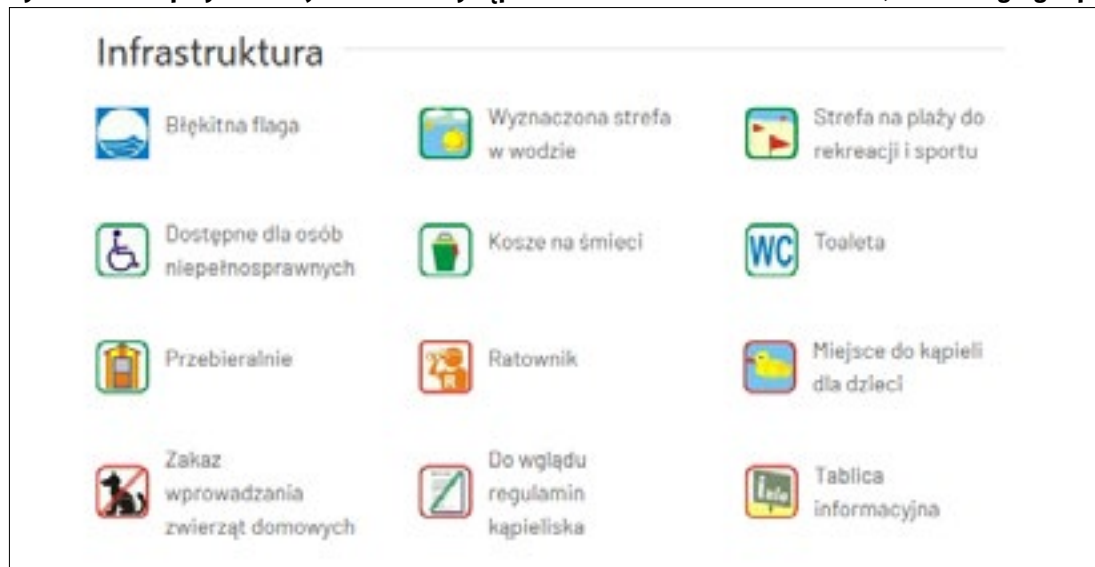 Infrastruktura
Błękitna flaga
Wyznaczona strefa
w wodzie
Strefa na plaży do
rekreacji i sportu
Dostępne dla osób
niepełnosprawnych
Kosze na śmieci
WC
Toaleta
Przebieralnie
R
Ratownik
Miejsce do kąpieli
dla dzieci
Zakaz
wprowadzania
zwierząt domowych
Do wglądu
regulamin
kąpieliska
Info
Tablica
informacyjna